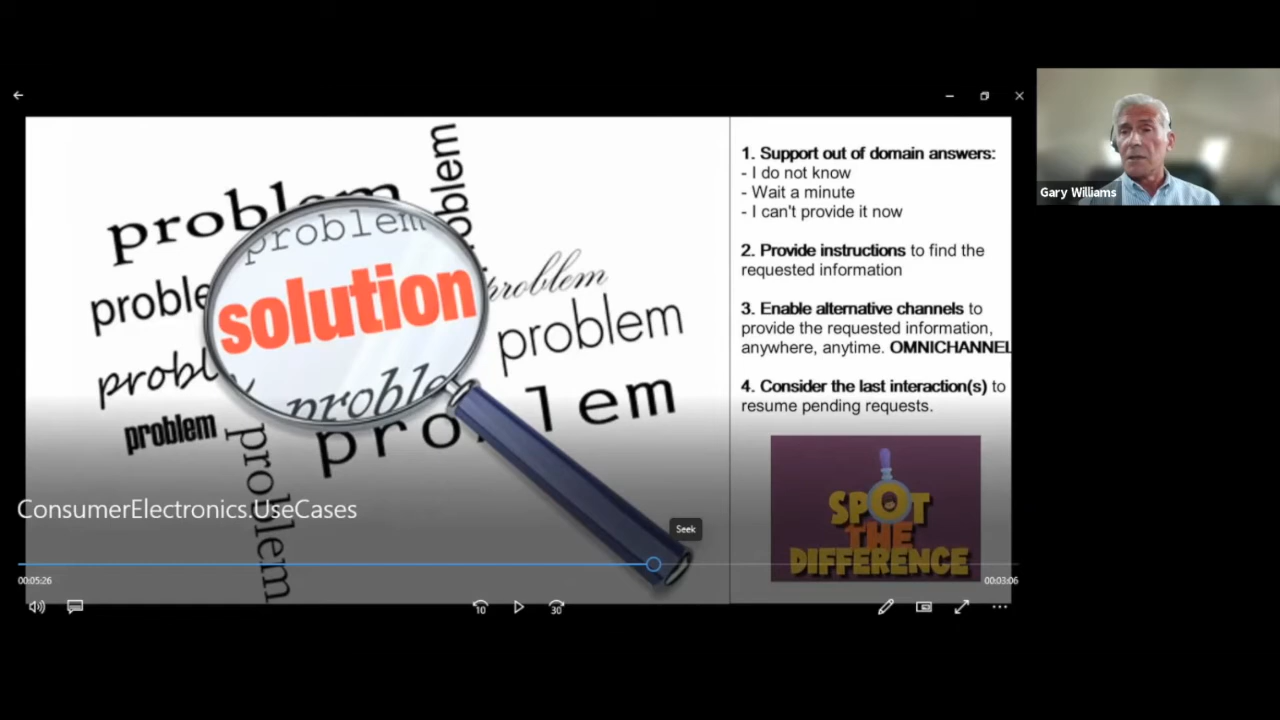 problem
problem
problem
solution
problem
problem
problem
problem
problem
problem
problem
problem
1. Support out of domain answers:
- I do not know
- Wait a minute
- I can't provide it now
2. Provide instructions to find the
requested information
3. Enable alternative channels to
provide the requested information,
anywhere, anytime. OMNICHANNEL
4. Consider the last interaction(s) to
resume pending requests.
SPOT
THE
DIFFERENCE
Gary Williams
ConsumerElectronics.UseCases
Seek
00:05:26
00:03:06
10
30